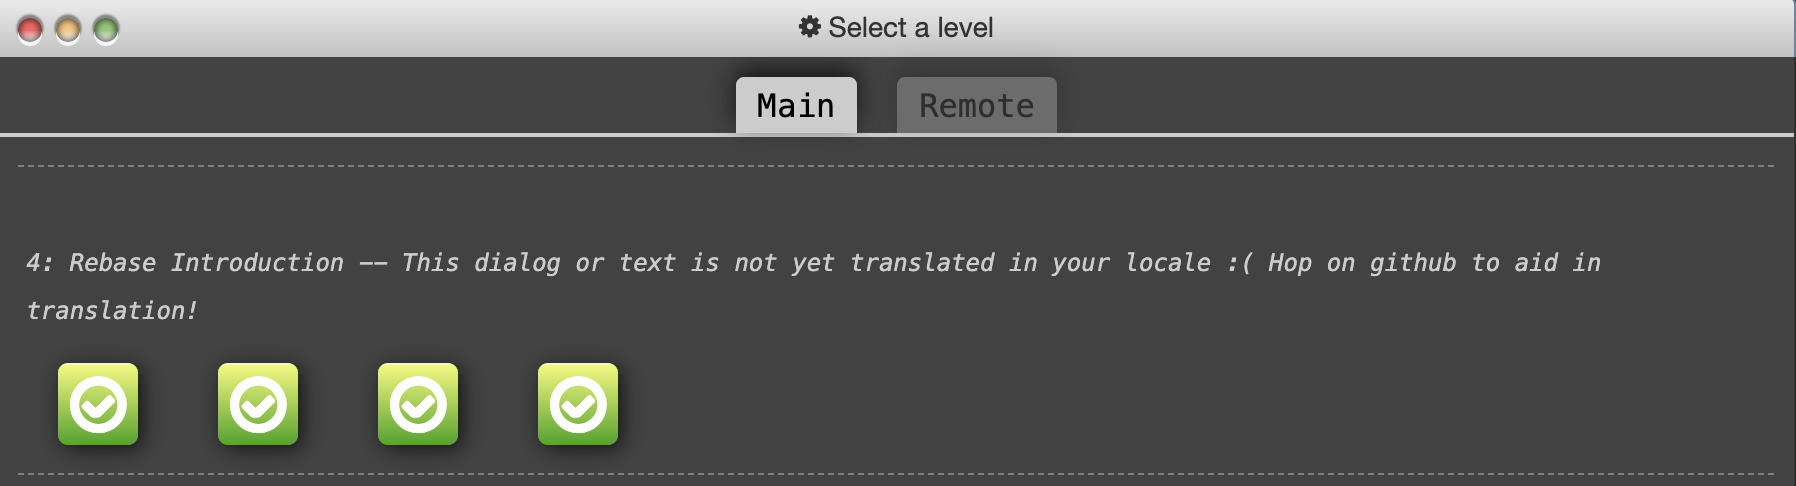 Select a level
Main
Remote
4: Rebase Introduction -- This dialog or text is not yet translated in your locale :( Hop on github to aid in
translation!